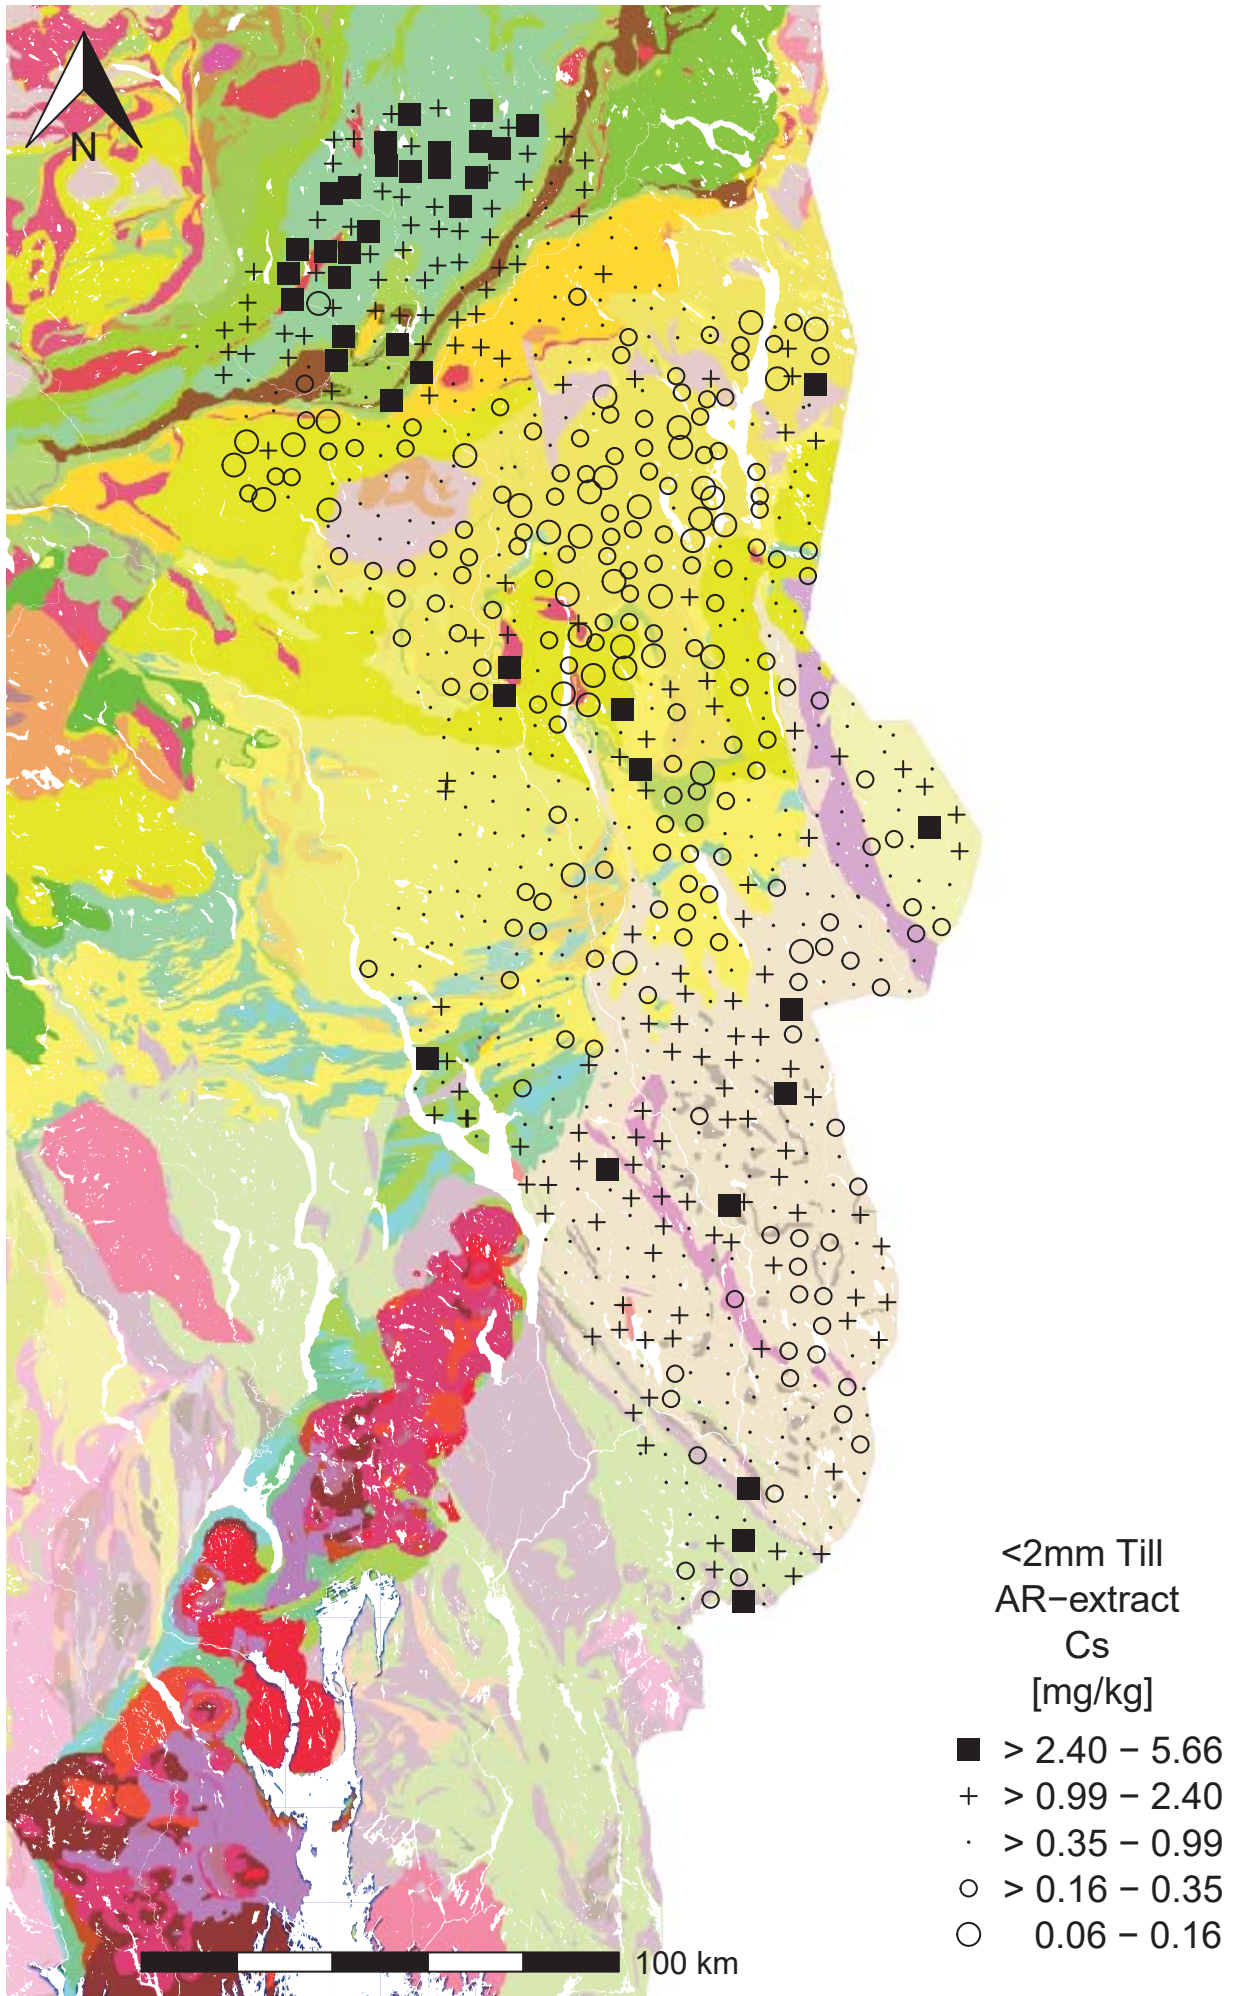 N
<2mm Till
AR−extract
Cs
[mg/kg]
> 2.40 − 5.66
> 0.99 − 2.40
> 0.35 − 0.99
> 0.16 − 0.35
0.06 − 0.16
100 km